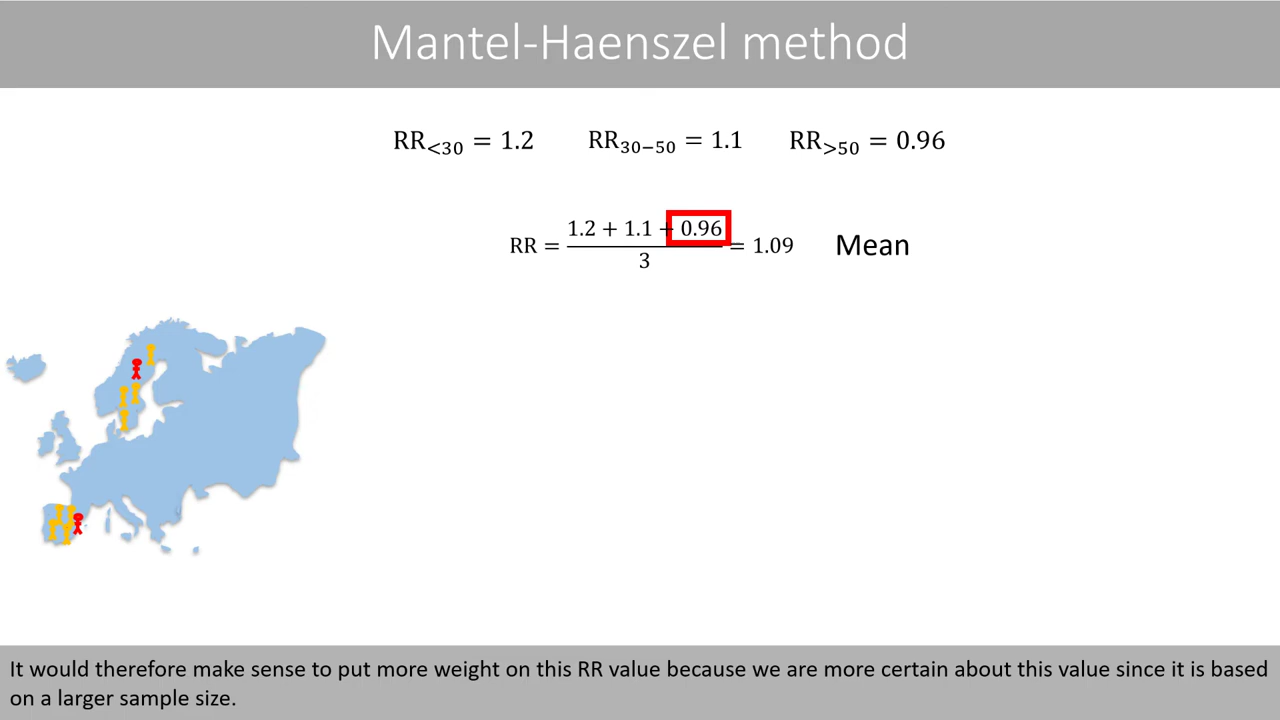 Mantel-Haenszel method
RR<30 = 1.2 RR30−50 = 1.1 RR>50 = 0.96
RR = (1.2 + 1.1 + 0.96)/3 = 1.09 Mean
It would therefore make sense to put more weight on this RR value because we are more certain about this value since it is based
on a larger sample size.